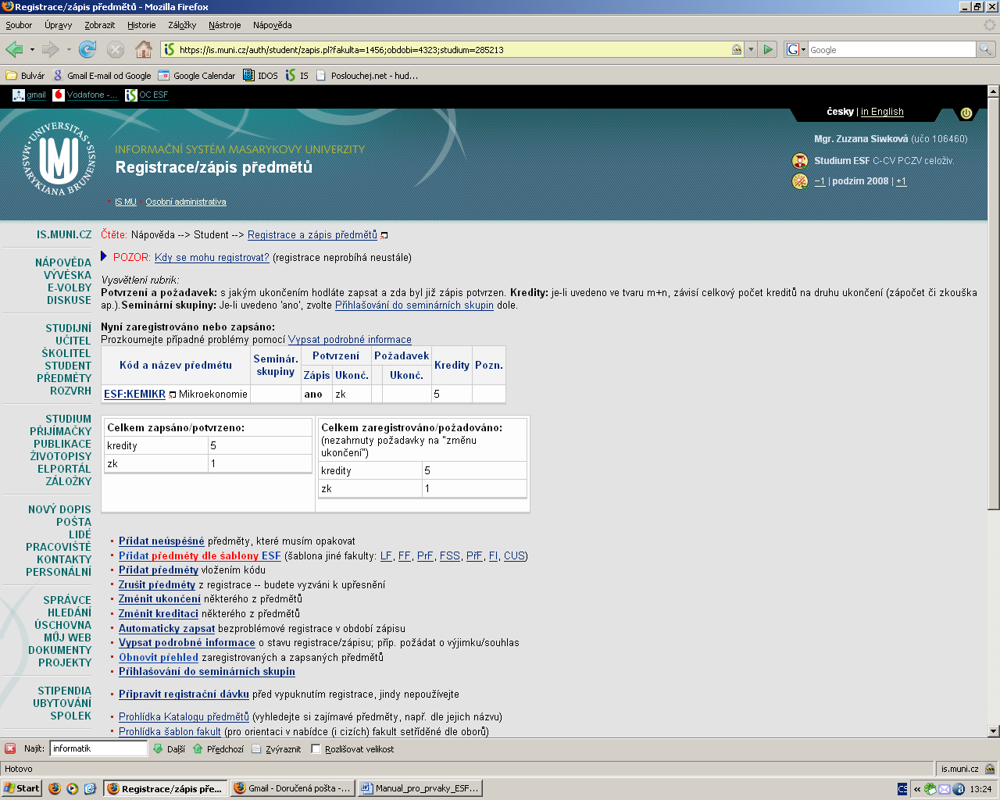 Registrace/zápis předmětů - Mozilla Firefox
Soubor Úpravy Zobrazit Historie Záložky Nástroje Nápověda
https://is.muni.cz/auth/student/zapis.pl?fakulta=1456;obdobi=4323;studium=285213
Google
Bulvár Gmail E-mail od Google Google Calendar IDOS IS Poslouchej.net - hud...
gmail Vodafone -... OC ESF
česky | in English
UNIVERSITAS MASARYKIANA BRUNENSIS
Mgr. Zuzana Siwková (učo 106460)
INFORMAČNÍ SYSTÉM MASARYKOVY UNIVERZITY
Registrace/zápis předmětů
Studium ESF C-CV PCZV celoživ.
−1 | podzim 2008 | +1
IS MU Osobní administrativa
IS.MUNI.CZ
NÁPOVĚDA
VÝVĚSKA
E-VOLBY
DISKUSE
STUDIJNÍ
UČITEL
ŠKOLITEL
STUDENT
PŘEDMĚTY
ROZVRH
STUDIUM
PŘIJÍMAČKY
PUBLIKACE
ŽIVOTOPISY
ELPORTÁL
ZÁLOŽKY
NOVÝ DOPIS
POŠTA
LIDÉ
PRACOVIŠTĚ
KONTAKTY
PERSONÁLNÍ
SPRÁVCE
HLEDÁNÍ
ÚSCHOVNA
MŮJ WEB
DOKUMENTY
PROJEKTY
STIPENDIA
UBYTOVÁNÍ
SPOLEK
Čtěte: Nápověda --> Student --> Registrace a zápis předmětů
POZOR: Kdy se mohu registrovat? (registrace neprobíhá neustále)
Vysvětlení rubrik:
Potvrzení a požadavek: s jakým ukončením hodláte zapsat a zda byl již zápis potvrzen. Kredity: je-li uvedeno ve tvaru m+n, závisí celkový počet kreditů na druhu ukončení (zápočet či zkouška
ap.).Seminární skupiny: Je-li uvedeno 'ano', zvolte Přihlašování do seminárních skupin dole.
Nyní zaregistrováno nebo zapsáno:
Prozkoumejte případné problémy pomocí Vypsat podrobné informace
Kód a název předmětu Seminár. skupiny Potvrzení Požadavek Kredity Pozn.
Zápis Ukonč. Ukonč.
ESF:KEMIKR Mikroekonomie ano zk 5
Celkem zapsáno/potvrzeno:
kredity 5
zk 1
Celkem zaregistrováno/požadováno:
(nezahrnuty požadavky na "změnu
ukončení")
kredity 5
zk 1
Přidat neúspěšné předměty, které musím opakovat
Přidat předměty dle šablony ESF (šablona jiné fakulty: LF, FF, PrF, FSS, PřF, FI, CUS)
Přidat předměty vložením kódu
Zrušit předměty z registrace -- budete vyzváni k upřesnění
Změnit ukončení některého z předmětů
Změnit kreditaci některého z předmětů
Automaticky zapsat bezproblémové registrace v období zápisu
Vypsat podrobné informace o stavu registrace/zápisu; příp. požádat o výjimku/souhlas
Obnovit přehled zaregistrovaných a zapsaných předmětů
Přihlašování do seminárních skupin
Připravit registrační dávku před vypuknutím registrace, jindy nepoužívejte
Prohlídka Katalogu předmětů (vyhledejte si zajímavé předměty, např. dle jejich názvu)
Prohlídka šablon fakult (pro orientaci v nabídce (i cizích) fakult setříděné dle oborů)
Najít: informatik Další Předchozí Zvýraznit Rozlišovat velikost
Hotovo is.muni.cz
Start Registrace/zápis pře... Gmail - Doručená pošta -... Manual_pro_prvaky_ESF... CS 13:24